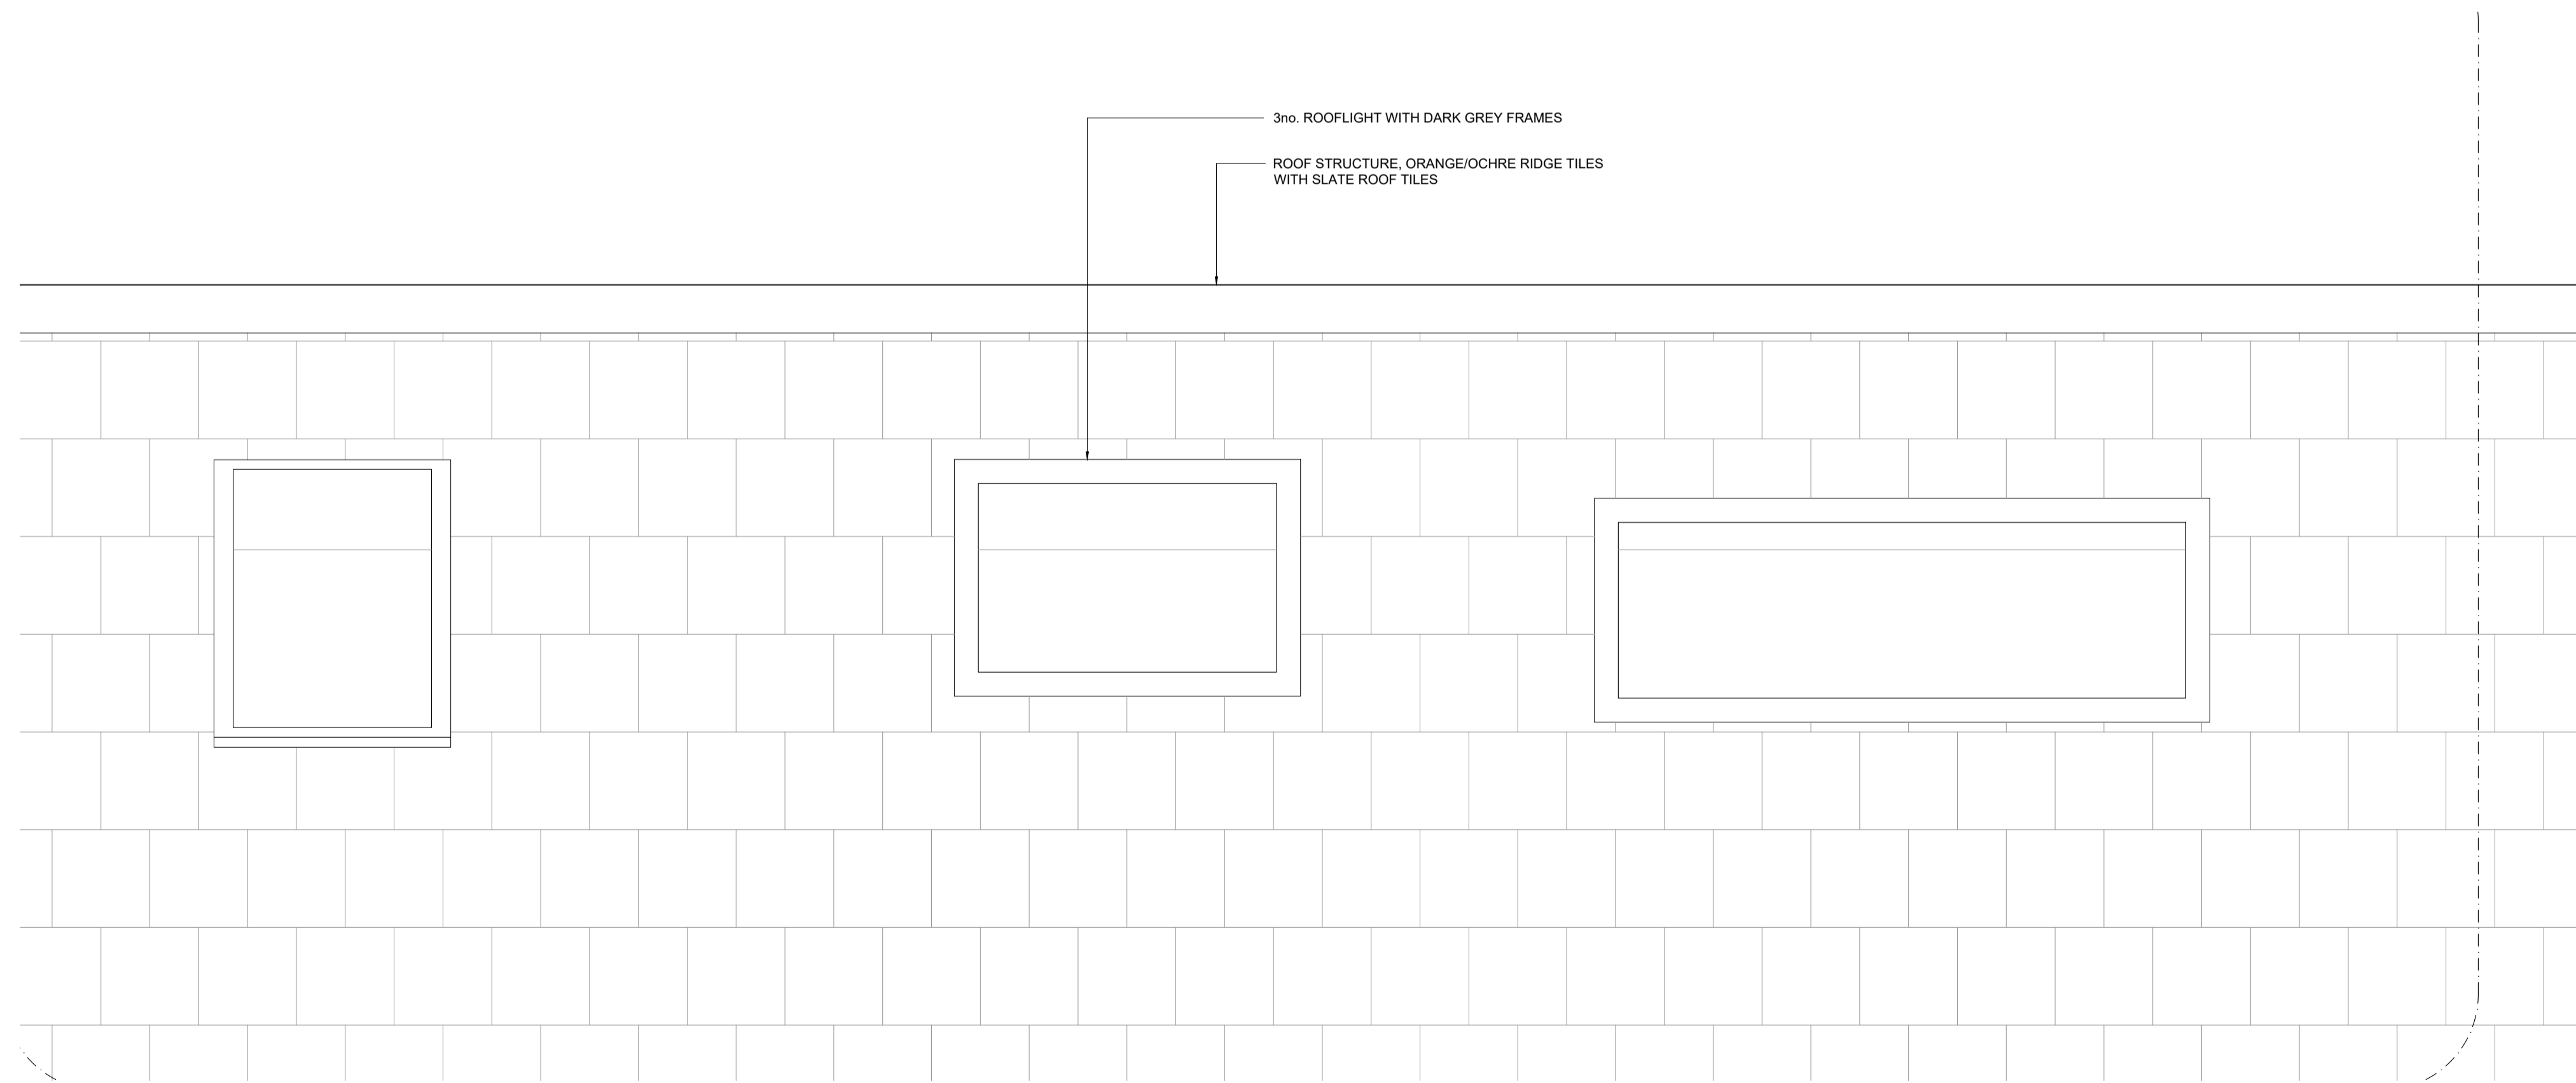 3no. ROOFLIGHT WITH DARK GREY FRAMES
ROOF STRUCTURE, ORANGE/OCHRE RIDGE TILES
WITH SLATE ROOF TILES